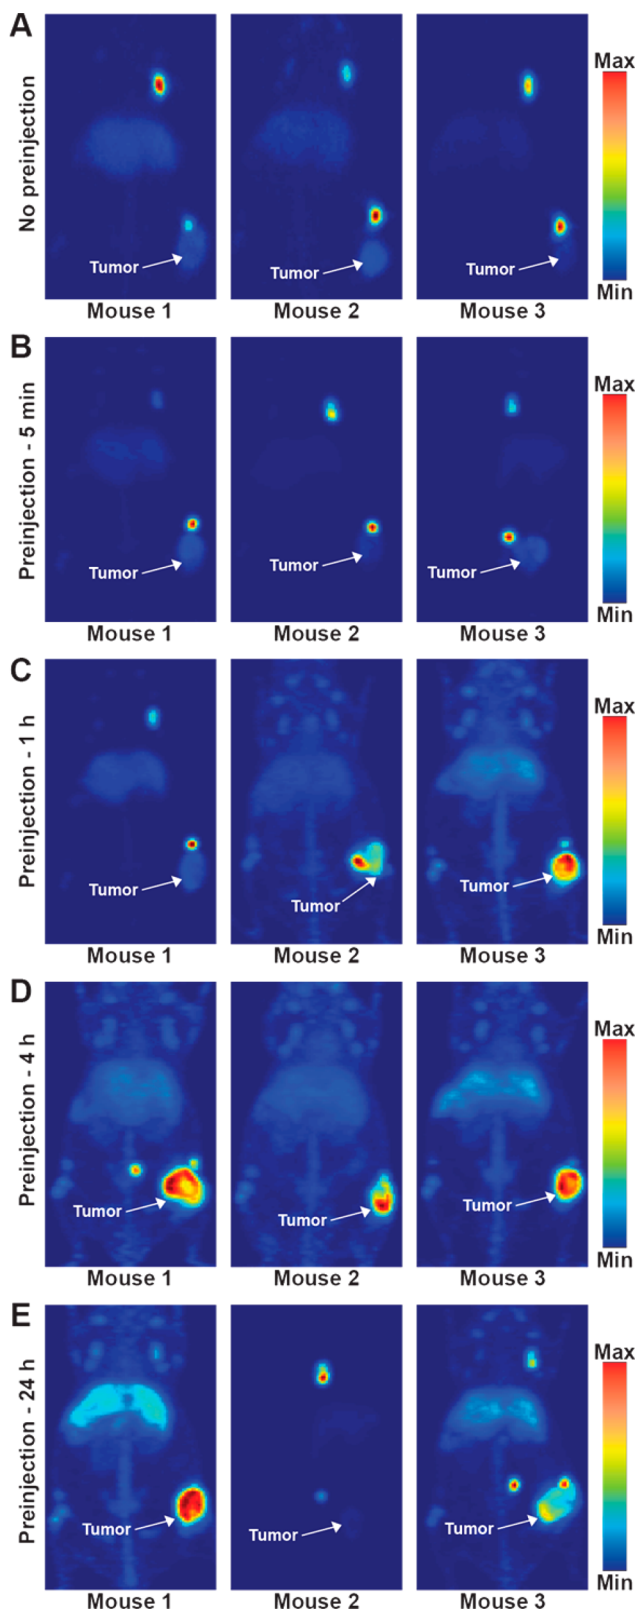 A
No preinjection
Max
Tumor
Tumor
Tumor
Min
Mouse 1
Mouse 2
Mouse 3
B
Preinjection - 5 min
Max
Tumor
Tumor
Tumor
Min
Mouse 1
Mouse 2
Mouse 3
C
Preinjection - 1 h
Max
Tumor
Tumor
Tumor
Min
Mouse 1
Mouse 2
Mouse 3
D
Preinjection - 4 h
Max
Tumor
Tumor
Tumor
Min
Mouse 1
Mouse 2
Mouse 3
E
Preinjection - 24 h
Max
Tumor
Tumor
Tumor
Min
Mouse 1
Mouse 2
Mouse 3